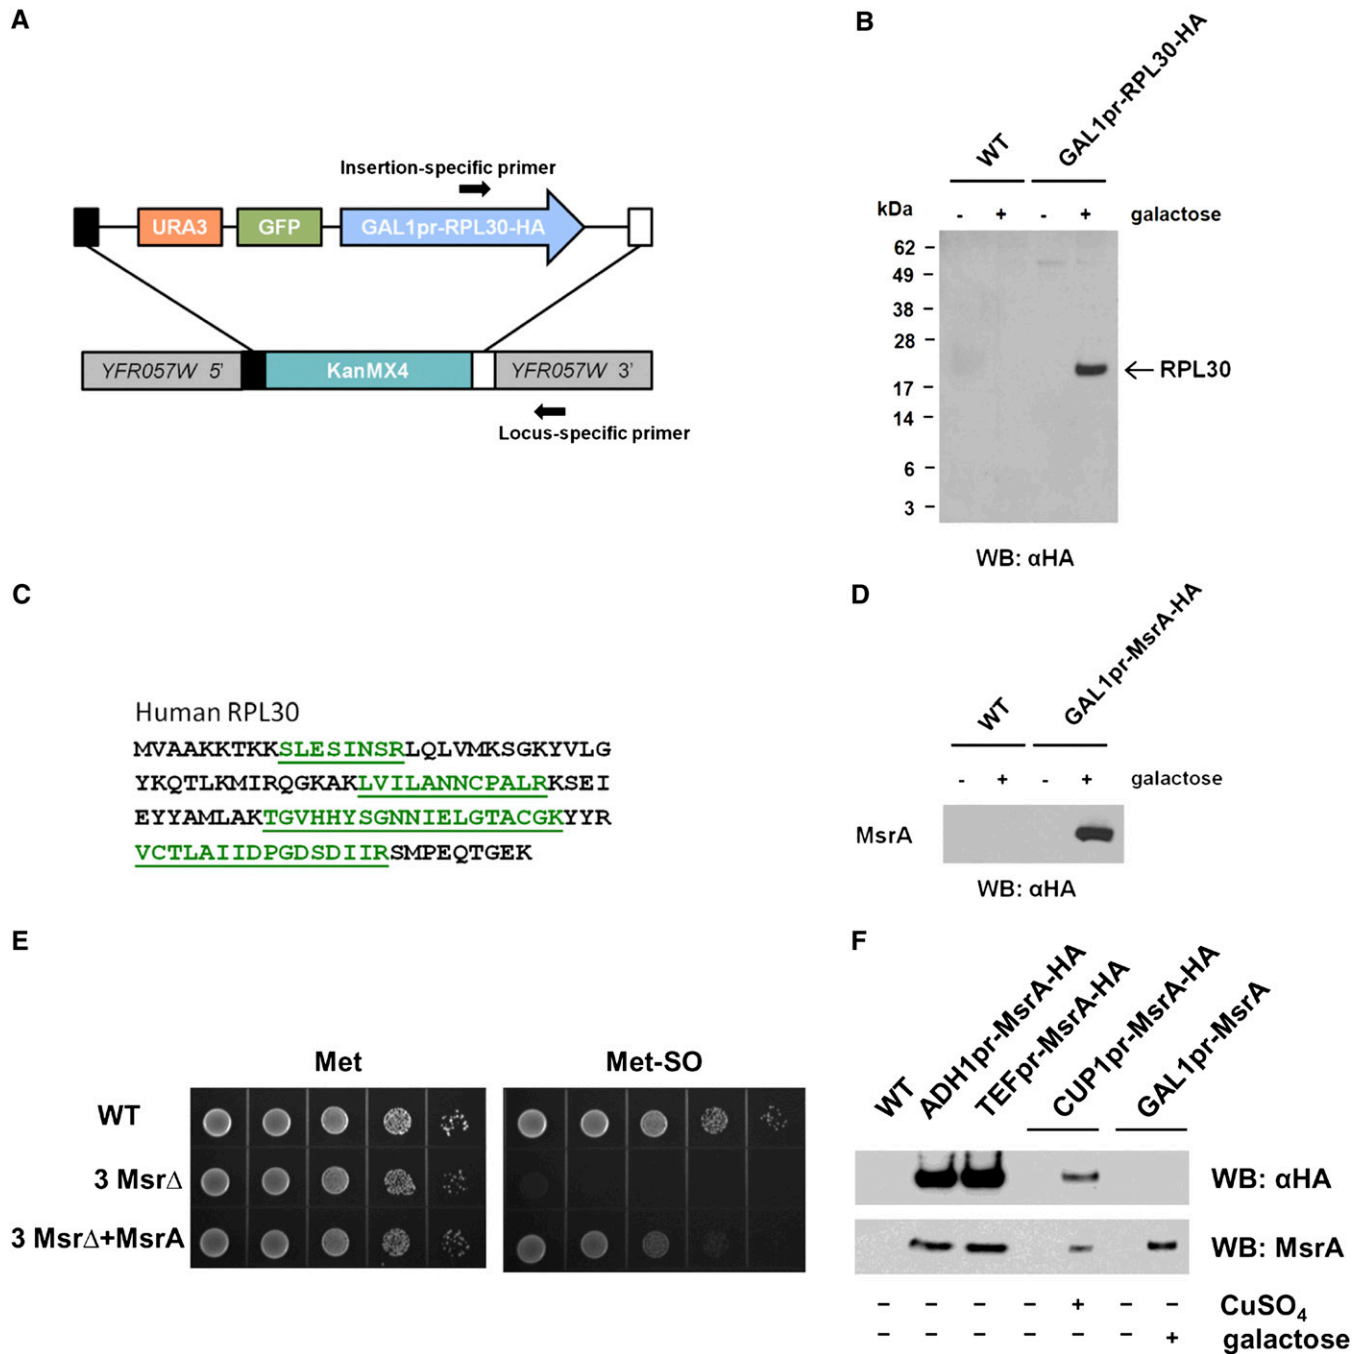 A
Insertion-specific primer
URA3 GFP GAL1pr-RPL30-HA
YFR057W 5' KanMX4 YFR057W 3'
Locus-specific primer
B
WT GAL1pr-RPL30-HA
kDa - + - + galactose
62
49
38
28
17
14
6
3
←RPL30
WB: αHA
C
Human RPL30
MVAAKKTKKSLESINSRLQLVMKSGKYVLG
YKQTLKMIRQGKAKLVILANNCPALRKSEI
EYYAMLAKTGVHHYSGNNIELGTACGKYYR
VCTLAIIDPGDSDIIRSMPEQTGEK
D
WT GAL1pr-MsrA-HA
- + - + galactose
MsrA
WB: αHA
E
Met Met-SO
WT
3 MsrΔ
3 MsrΔ+MsrA
F
WT ADH1pr-MsrA-HA TEFpr-MsrA-HA CUP1pr-MsrA-HA GAL1pr-MsrA
WB: αHA
WB: MsrA
– – – – + – – CuSO₄
– – – – – – + galactose